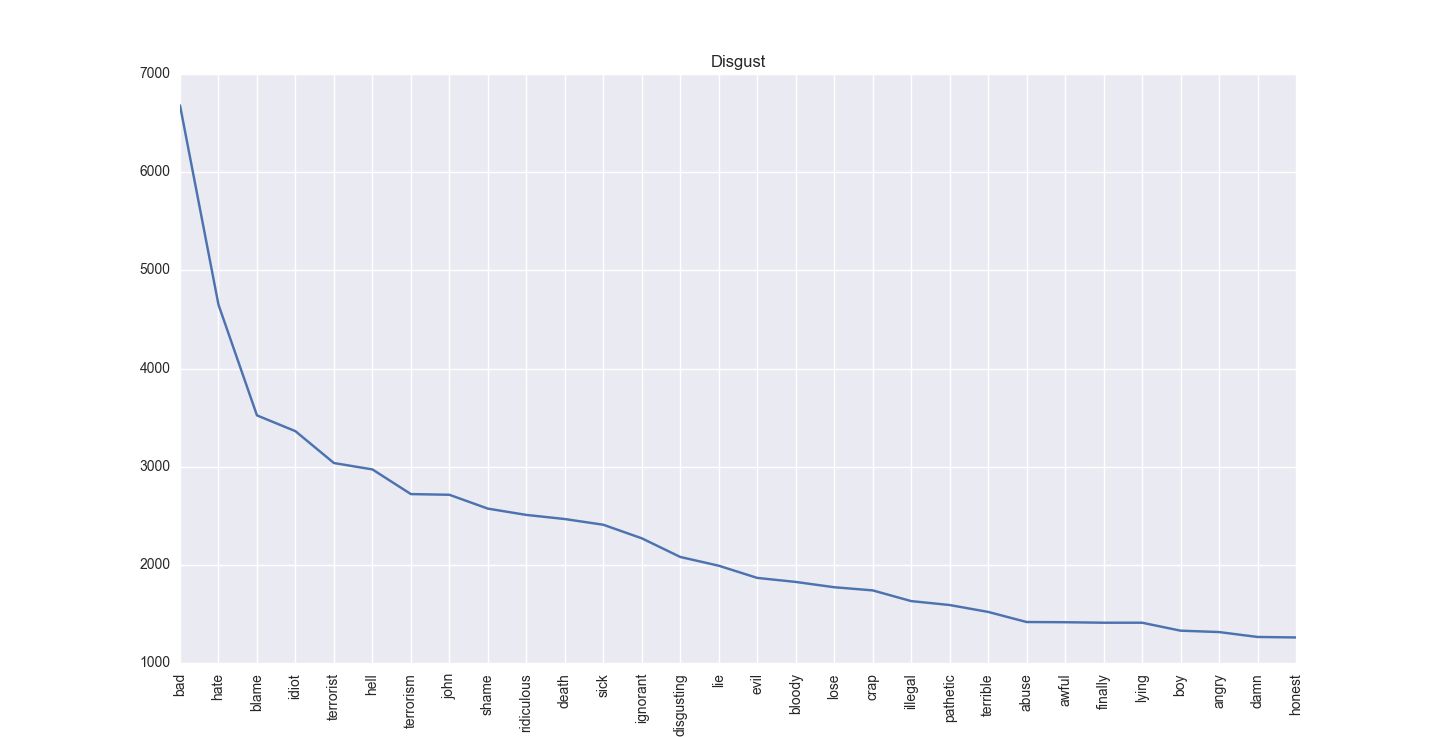 Disgust
7000
6000
5000
4000
3000
2000
1000
bad
hate
blame
idiot
terrorist
hell
terrorism
john
shame
ridiculous
death
sick
ignorant
disgusting
lie
evil
bloody
lose
crap
illegal
pathetic
terrible
abuse
awful
finally
lying
boy
angry
damn
honest